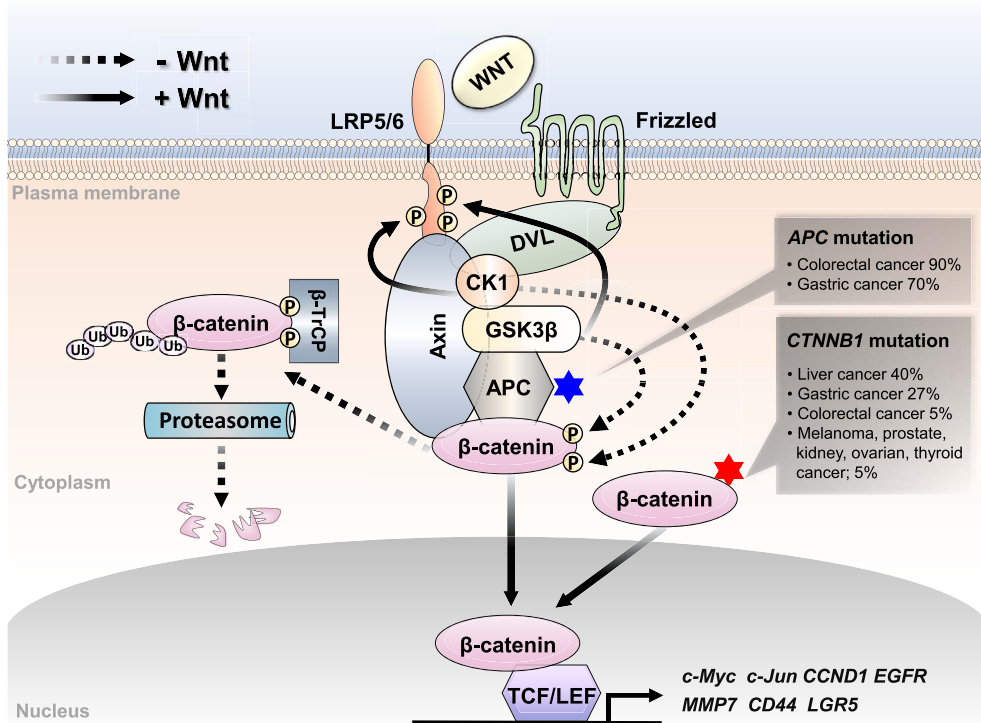 - Wnt
+ Wnt
WNT
LRP5/6
Frizzled
Plasma membrane
P
P
P
DVL
CK1
GSK3β
Axin
APC
β-catenin
P
P
APC mutation
• Colorectal cancer 90%
• Gastric cancer 70%
CTNNB1 mutation
• Liver cancer 40%
• Gastric cancer 27%
• Colorectal cancer 5%
• Melanoma, prostate,
kidney, ovarian, thyroid
cancer; 5%
β-catenin
P
P
β-TrCP
Ub
Ub
Ub
Ub
Ub
Proteasome
Cytoplasm
β-catenin
β-catenin
TCF/LEF
c-Myc c-Jun CCND1 EGFR
MMP7 CD44 LGR5
Nucleus